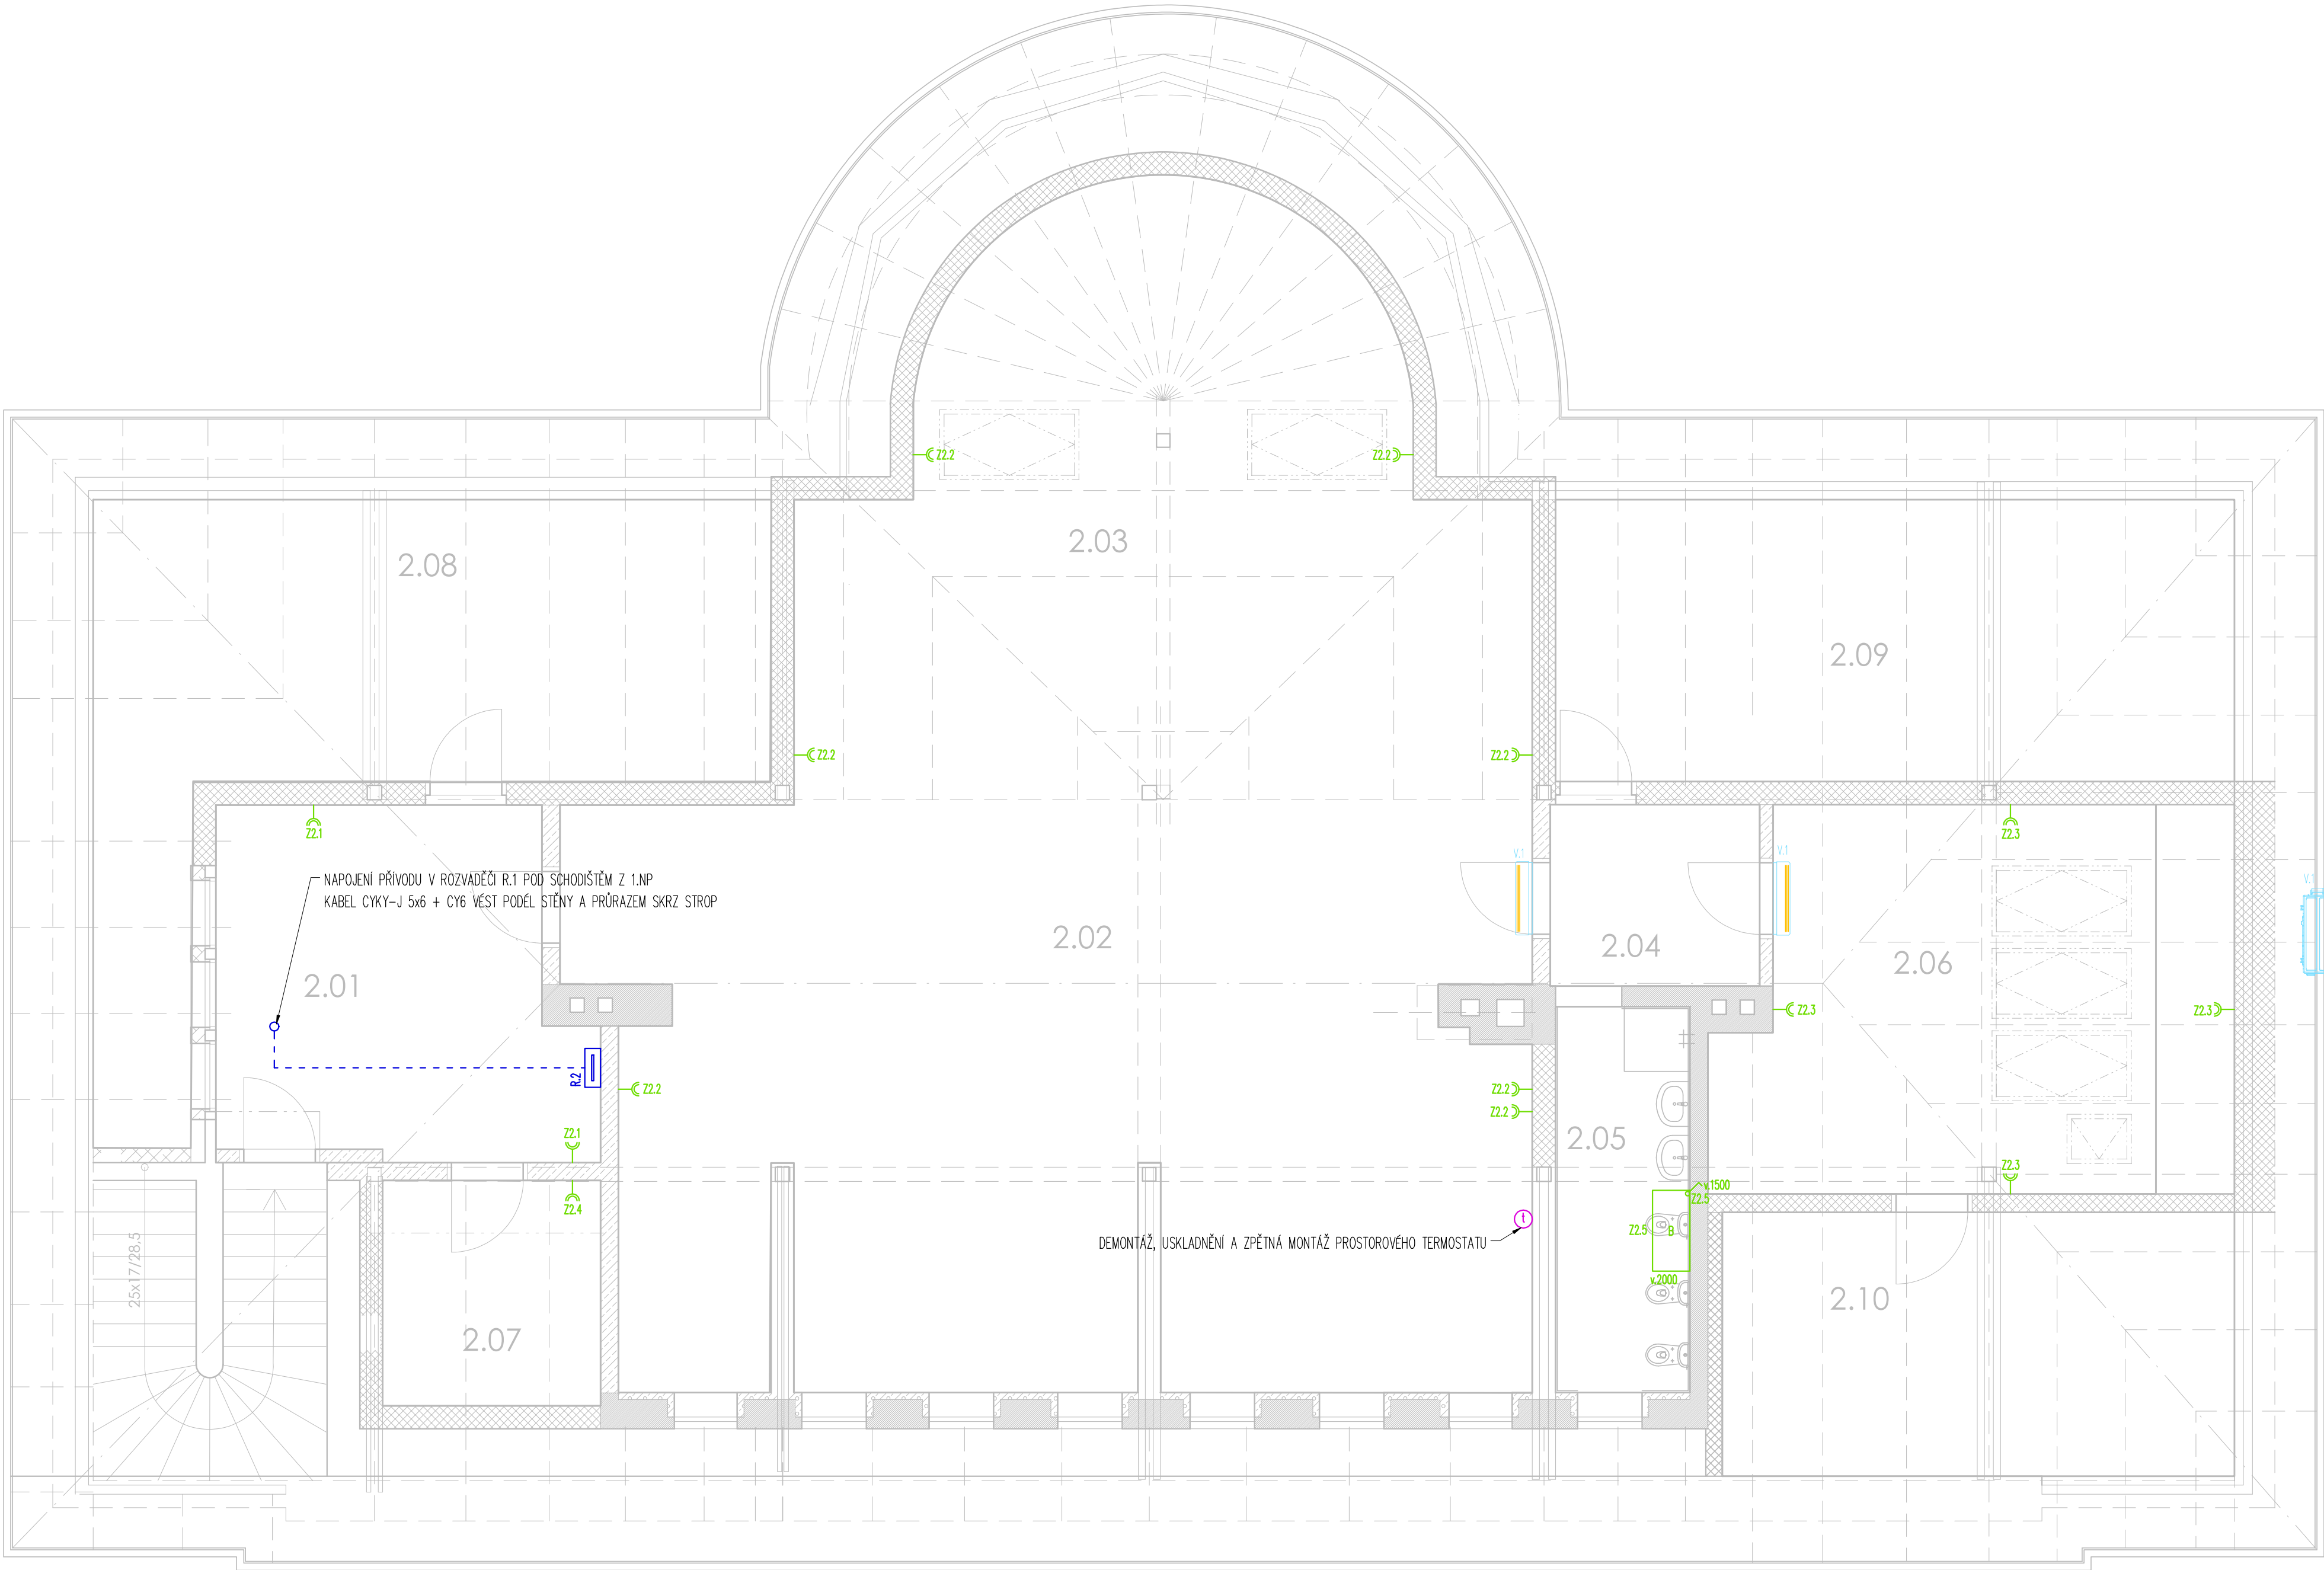 Z2.2
Z2.2
2.03
2.08
2.09
Z2.2
Z2.2
Z2.1
Z2.3
V.1
V.1
V.1
NAPOJENÍ PŘÍVODU V ROZVADĚČI R.1 POD SCHODIŠTĚM Z 1.NP
KABEL CYKY-J 5x6 + CY6 VÉST PODÉL STĚNY A PRŮRAZEM SKRZ STROP
2.02
2.04
2.06
2.01
Z2.3
Z2.3
R.2
Z2.2
Z2.2
Z2.2
Z2.1
2.05
Z2.3
v.1500
Z2.5
Z2.4
t
Z2.5
B
DEMONTÁŽ, USKLADNĚNÍ A ZPĚTNÁ MONTÁŽ PROSTOROVÉHO TERMOSTATU
v.2000
25x17/28.5
2.10
2.07